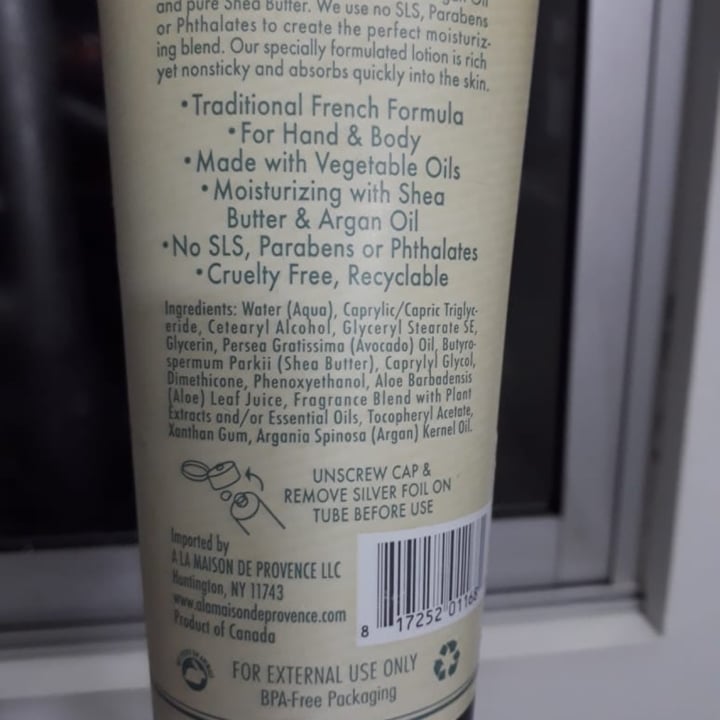 and pure Shea Butter. We use no SLS, Parabens
or Phthalates to create the perfect moisturiz-
ing blend. Our specially formulated lotion is rich
yet nonsticky and absorbs quickly into the skin.
•Traditional French Formula
•For Hand & Body
•Made with Vegetable Oils
•Moisturizing with Shea
Butter & Argan Oil
•No SLS, Parabens or Phthalates
•Cruelty Free, Recyclable
Ingredients: Water (Aqua), Caprylic/Capric Triglyc-
eride, Cetearyl Alcohol, Glyceryl Stearate SE,
Glycerin, Persea Gratissima (Avocado) Oil, Butyro-
spermum Parkii (Shea Butter), Caprylyl Glycol,
Dimethicone, Phenoxyethanol, Aloe Barbadensis
(Aloe) Leaf Juice, Fragrance Blend with Plant
Extracts and/or Essential Oils, Tocopheryl Acetate,
Xanthan Gum, Argania Spinosa (Argan) Kernel Oil.
UNSCREW CAP &
REMOVE SILVER FOIL ON
TUBE BEFORE USE
Imported by
A LA MAISON DE PROVENCE LLC
Huntington, NY 11743
www.alamaisondeprovence.com
Product of Canada
8 17252 0116
FOR EXTERNAL USE ONLY
BPA-Free Packaging